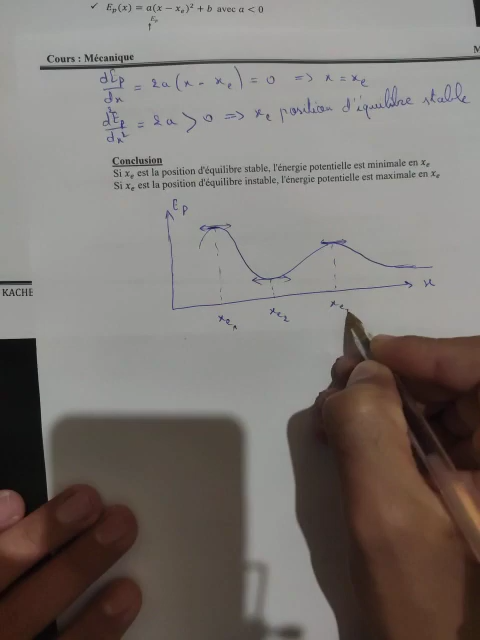 ✓ Ep(x) = a(x − xe)² + b avec a < 0
Ep
Cours : Mécanique
M
dEp/dx = 2a(x − xe) = 0 => x = xe
d²Ep/dx² = 2a > 0 => xe position d'équilibre stable
Conclusion
Si xe est la position d'équilibre stable, l'énergie potentielle est minimale en xe
Si xe est la position d'équilibre instable, l'énergie potentielle est maximale en xe
Ep
KACHE
x
xe1 xe2 xe